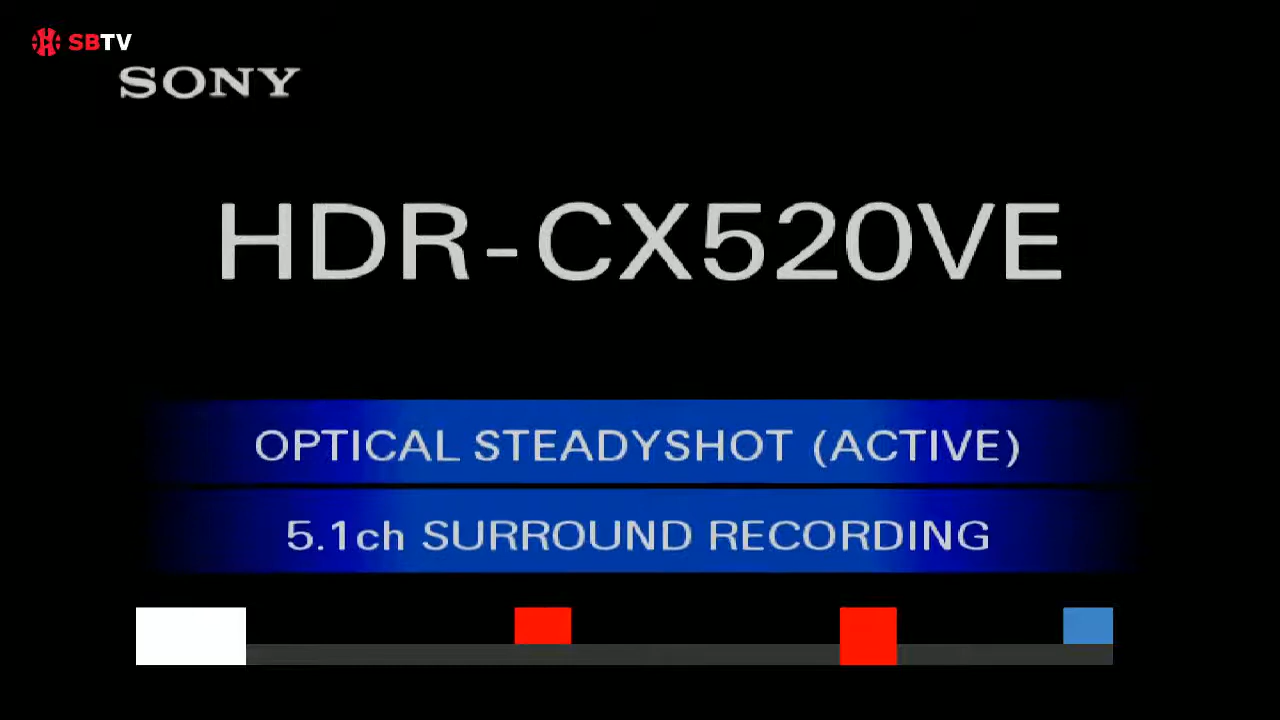 SBTV
SONY
HDR-CX520VE
OPTICAL STEADYSHOT (ACTIVE)
5.1ch SURROUND RECORDING